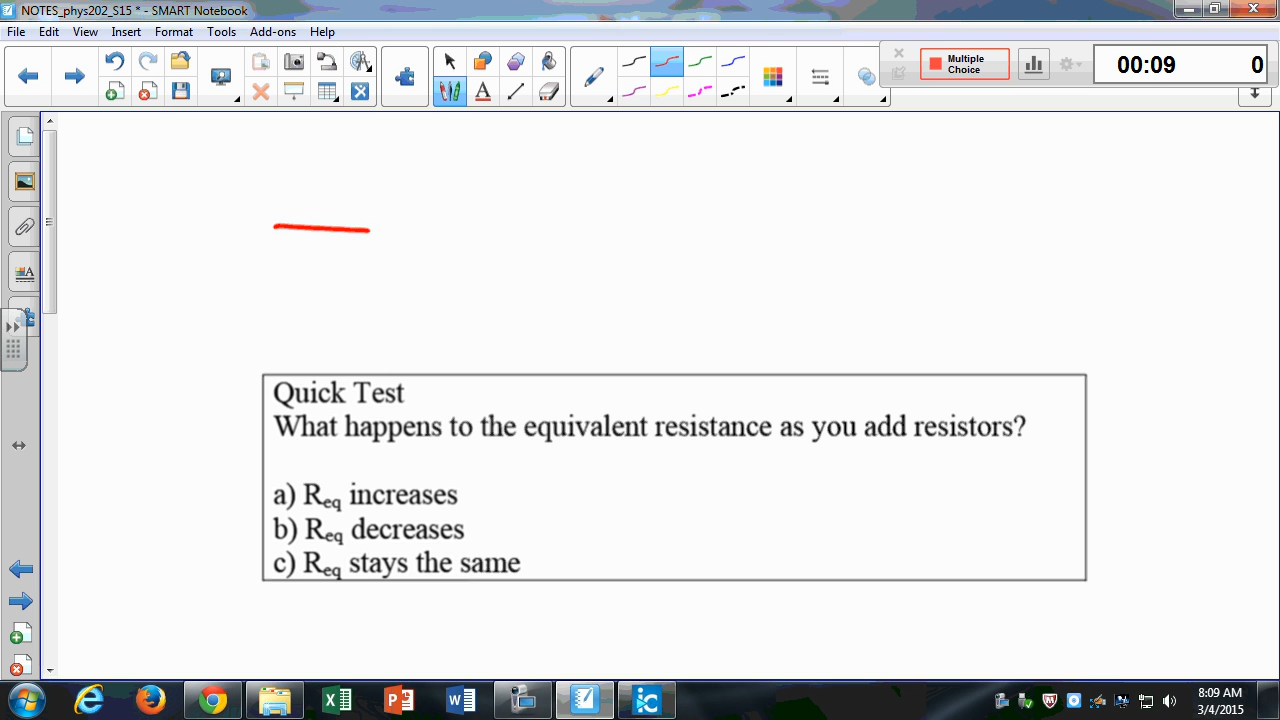 NOTES_phys202_S15 * - SMART Notebook
File Edit View Insert Format Tools Add-ons Help
Multiple
Choice
00:09 0
Quick Test
What happens to the equivalent resistance as you add resistors?
a) Req increases
b) Req decreases
c) Req stays the same
8:09 AM
3/4/2015